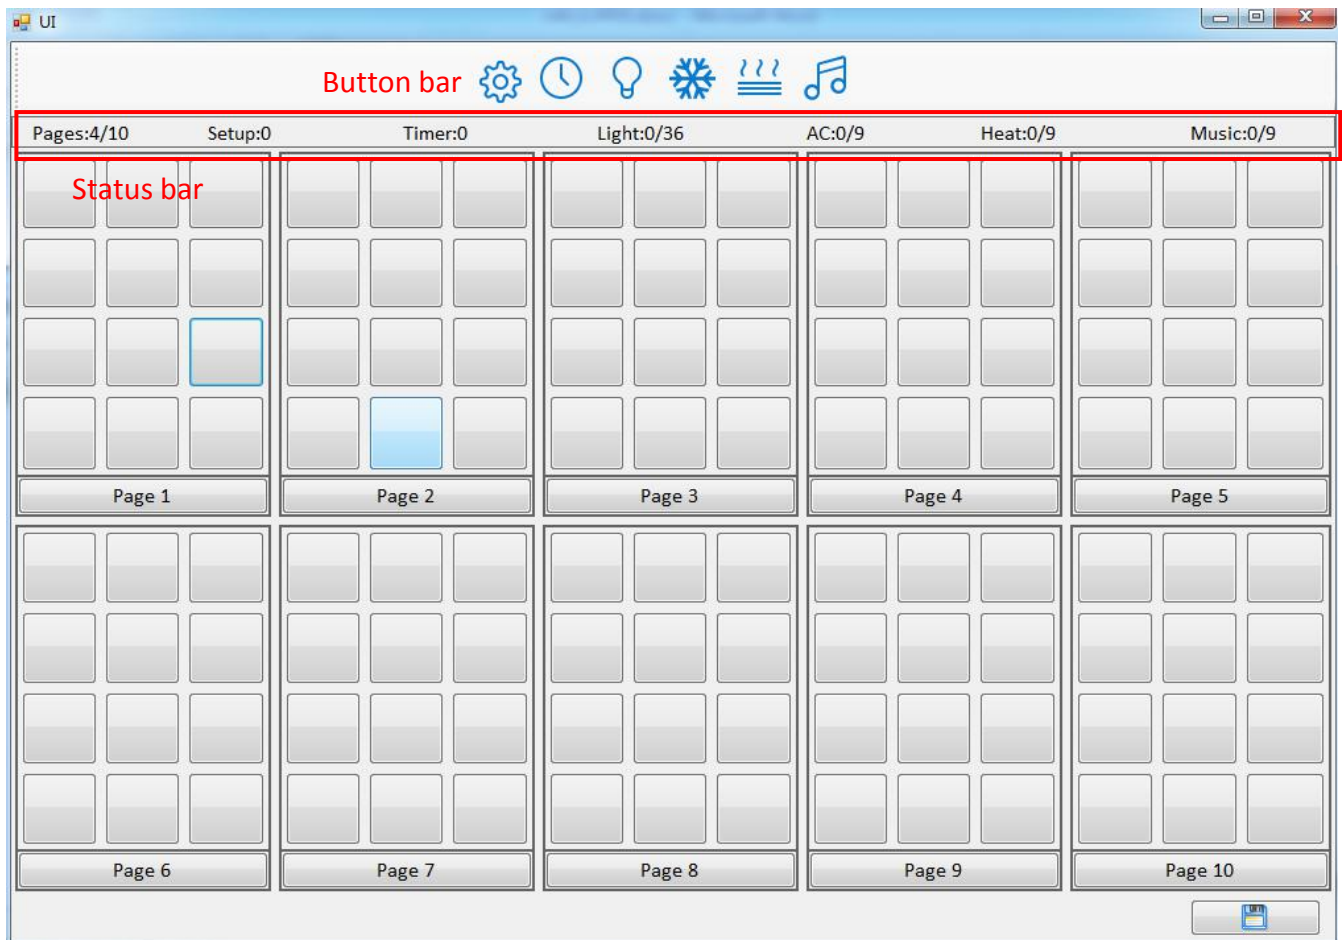 UI
Button bar
Pages:4/10 Setup:0 Timer:0 Light:0/36 AC:0/9 Heat:0/9 Music:0/9
Status bar
Page 1 Page 2 Page 3 Page 4 Page 5
Page 6 Page 7 Page 8 Page 9 Page 10